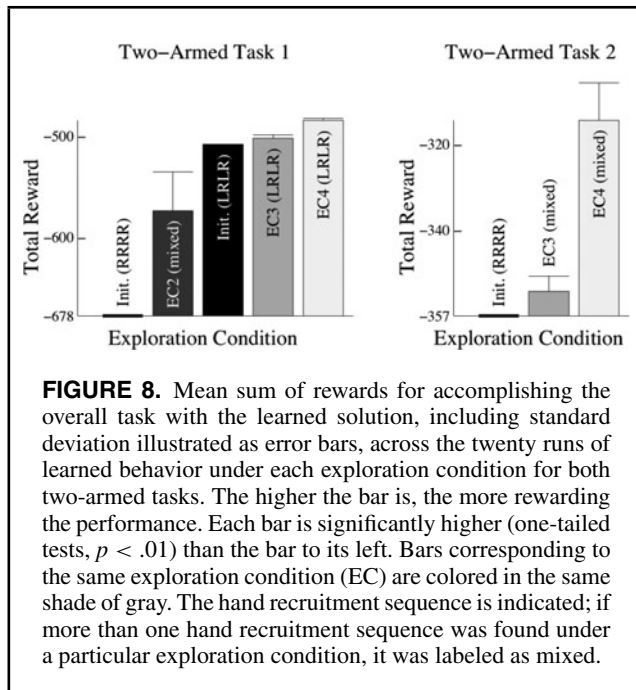 Two−Armed Task 1
Two−Armed Task 2
Total Reward
−500
−600
−678
Init. (RRRR)
EC2 (mixed)
Init. (LRLR)
EC3 (LRLR)
EC4 (LRLR)
Exploration Condition
Total Reward
−320
−340
−357
Init. (RRRR)
EC3 (mixed)
EC4 (mixed)
Exploration Condition
FIGURE 8. Mean sum of rewards for accomplishing the
overall task with the learned solution, including standard
deviation illustrated as error bars, across the twenty runs of
learned behavior under each exploration condition for both
two-armed tasks. The higher the bar is, the more rewarding
the performance. Each bar is significantly higher (one-tailed
tests, p < .01) than the bar to its left. Bars corresponding to
the same exploration condition (EC) are colored in the same
shade of gray. The hand recruitment sequence is indicated; if
more than one hand recruitment sequence was found under
a particular exploration condition, it was labeled as mixed.